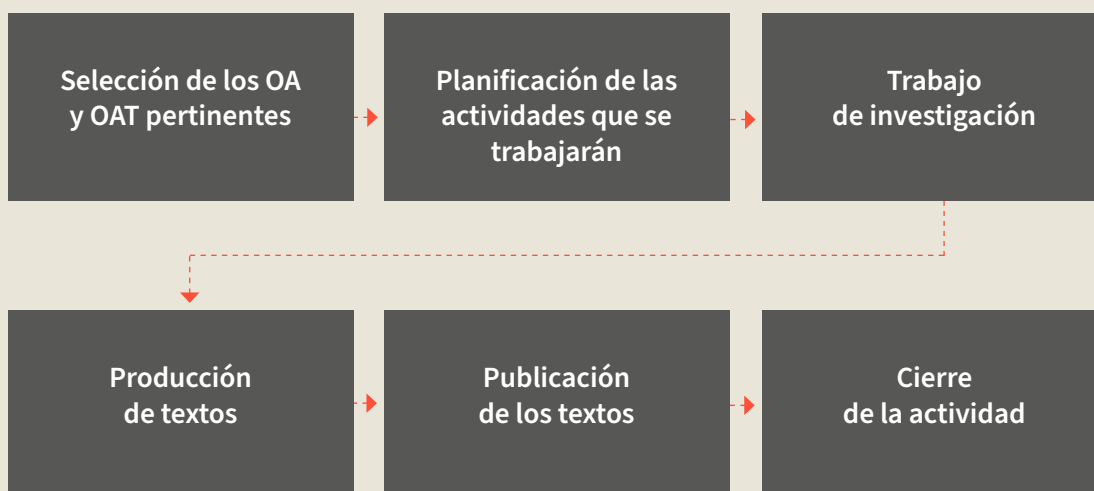 Selección de los OA
y OAT pertinentes
Planificación de las
actividades que se
trabajarán
Trabajo
de investigación
Producción
de textos
Publicación
de los textos
Cierre
de la actividad